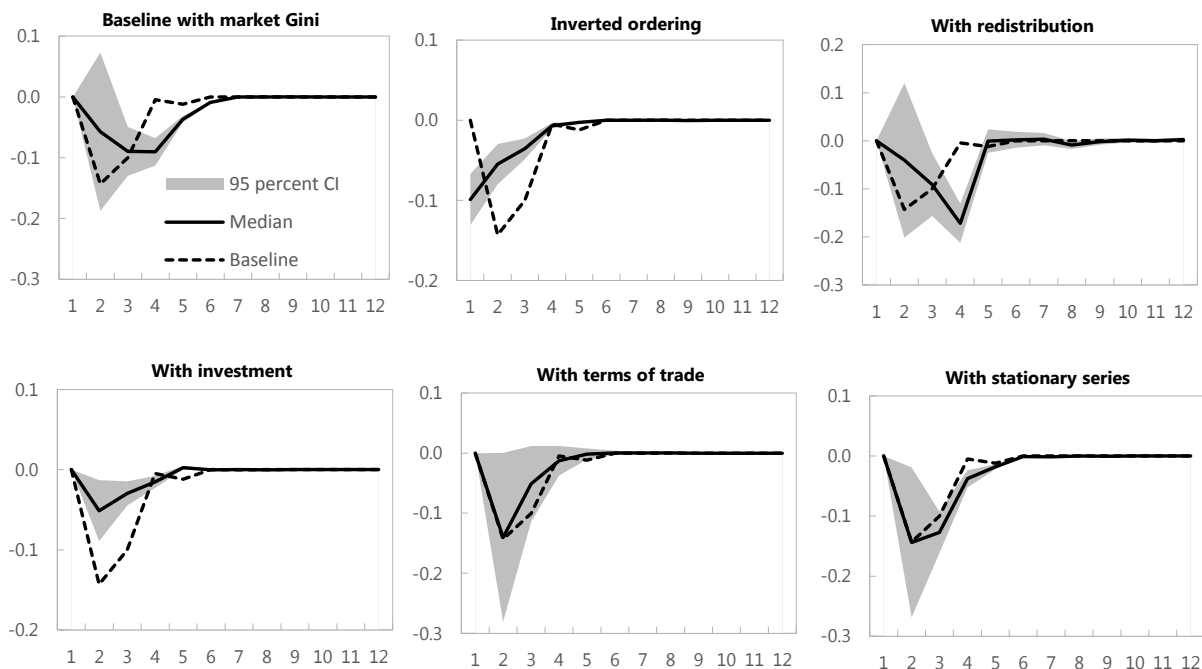 Baseline with market Gini
0.1
0.0
-0.1
-0.2
-0.3
95 percent CI
Median
Baseline
1 2 3 4 5 6 7 8 9 10 11 12
Inverted ordering
0.1
0.0
-0.1
-0.2
1 2 3 4 5 6 7 8 9 10 11 12
With redistribution
0.2
0.1
0.0
-0.1
-0.2
-0.3
1 2 3 4 5 6 7 8 9 10 11 12
With investment
0.1
0.0
-0.1
-0.2
1 2 3 4 5 6 7 8 9 10 11 12
With terms of trade
0.1
0.0
-0.1
-0.2
-0.3
1 2 3 4 5 6 7 8 9 10 11 12
With stationary series
0.1
0.0
-0.1
-0.2
-0.3
1 2 3 4 5 6 7 8 9 10 11 12